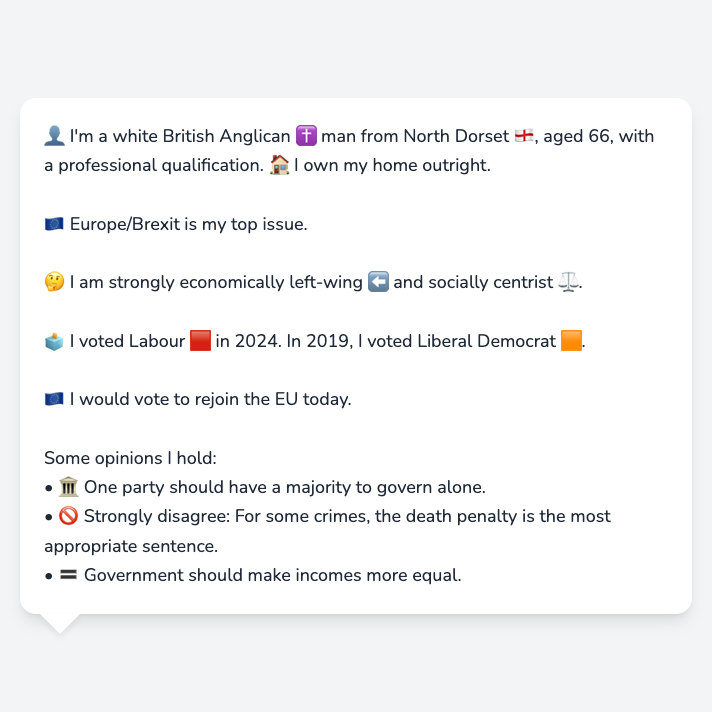 👤 I'm a white British Anglican ✝️ man from North Dorset 🏴󠁧󠁢󠁥󠁮󠁧󠁿, aged 66, with
a professional qualification. 🏠 I own my home outright.
🇪🇺 Europe/Brexit is my top issue.
🤔 I am strongly economically left-wing ⬅️ and socially centrist ⚖️.
🗳️ I voted Labour 🟥 in 2024. In 2019, I voted Liberal Democrat 🟧.
🇪🇺 I would vote to rejoin the EU today.
Some opinions I hold:
• 🏛️ One party should have a majority to govern alone.
• 🚫 Strongly disagree: For some crimes, the death penalty is the most
appropriate sentence.
• 🟰 Government should make incomes more equal.